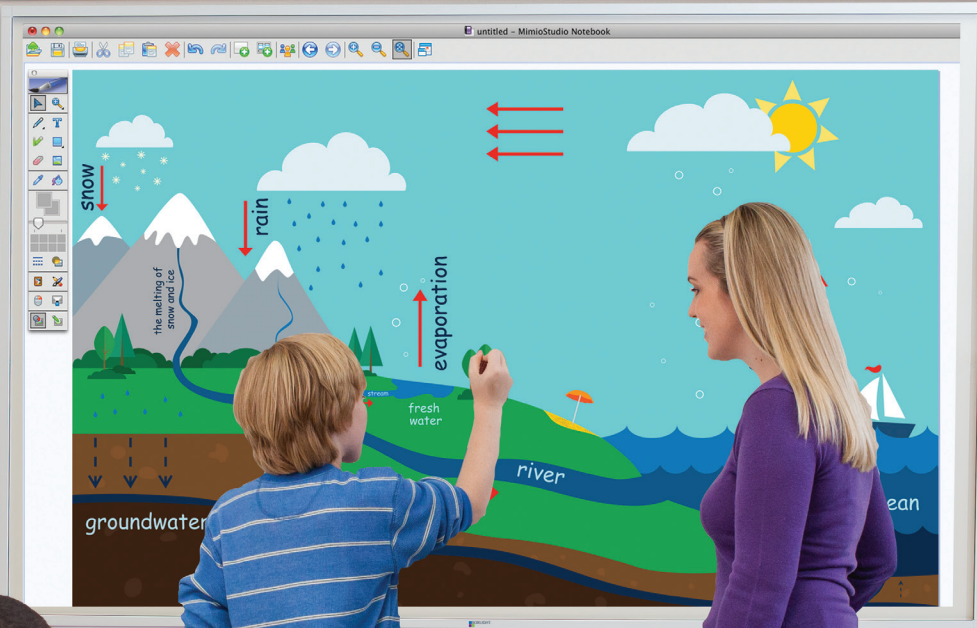 untitled – MimioStudio Notebook
snow
rain
the melting of
snow and ice
evaporation
stream
fresh
water
river
ean
groundwater